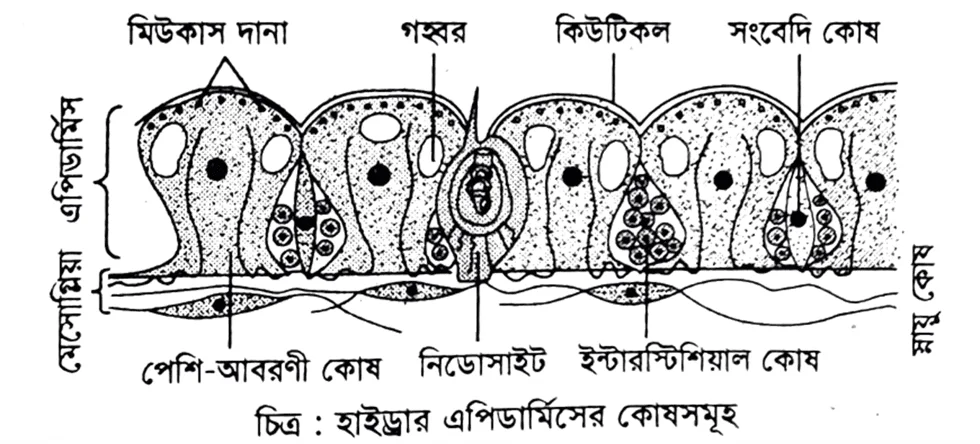 মিউকাস দানা গহ্বর কিউটিকল সংবেদি কোষ
এপিডার্মিস
মেসোগ্লিয়া
স্নায়ু কোষ
পেশি-আবরণী কোষ নিডোসাইট ইন্টারস্টিশিয়াল কোষ
চিত্র : হাইড্রার এপিডার্মিসের কোষসমূহ